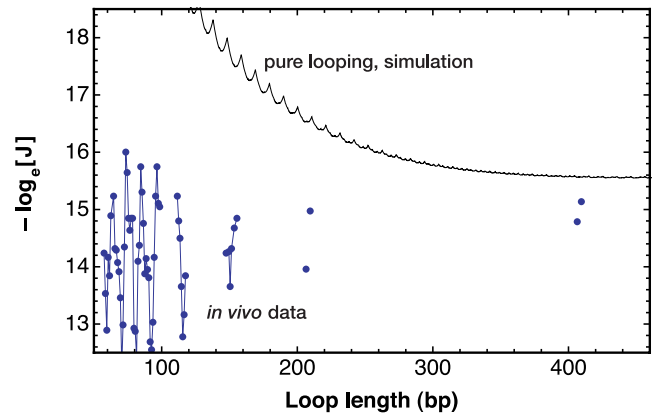 18
17
16
15
14
13
– log e [J]
pure looping, simulation
in vivo data
100
200
300
400
Loop length (bp)